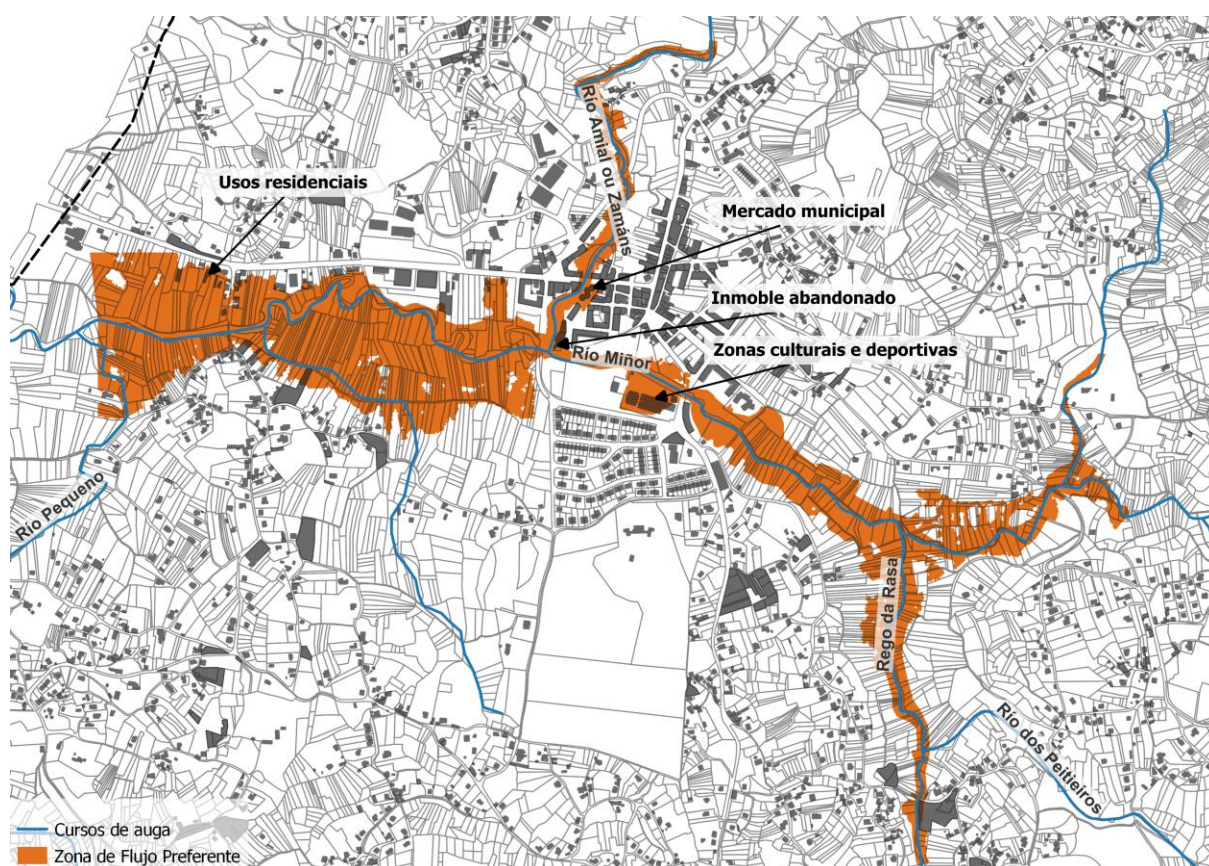 Río Amial ou Zamáns
Usos residenciais
Mercado municipal
Inmoble abandonado
Río Miñor
Zonas culturais e deportivas
Río Pequeno
Rego da Rasa
Río dos Peitieiros
Cursos de auga
Zona de Flujo Preferente